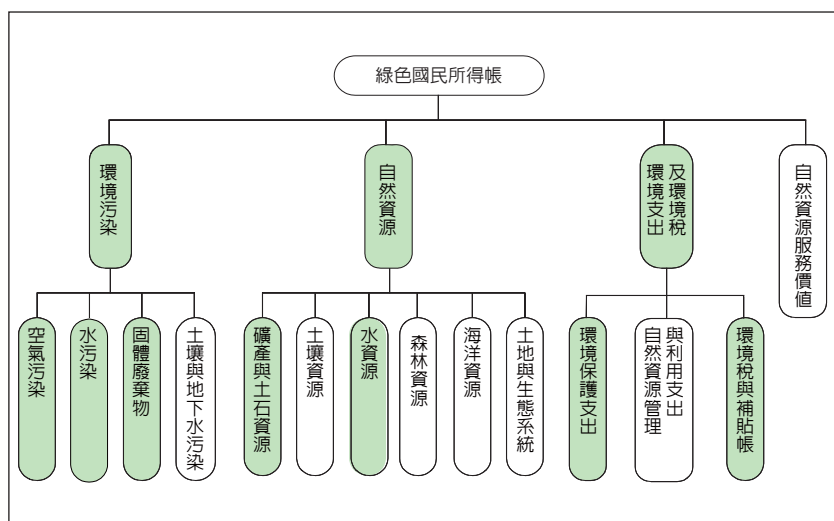 綠色國民所得帳
環境污染
自然資源
環境支出
及環境稅
自然資源服務價值
空氣污染
水污染
固體廢棄物
土壤與地下水污染
礦產與土石資源
土壤資源
水資源
森林資源
海洋資源
土地與生態系統
環境保護支出
自然資源管理
與利用支出
環境稅與補貼帳